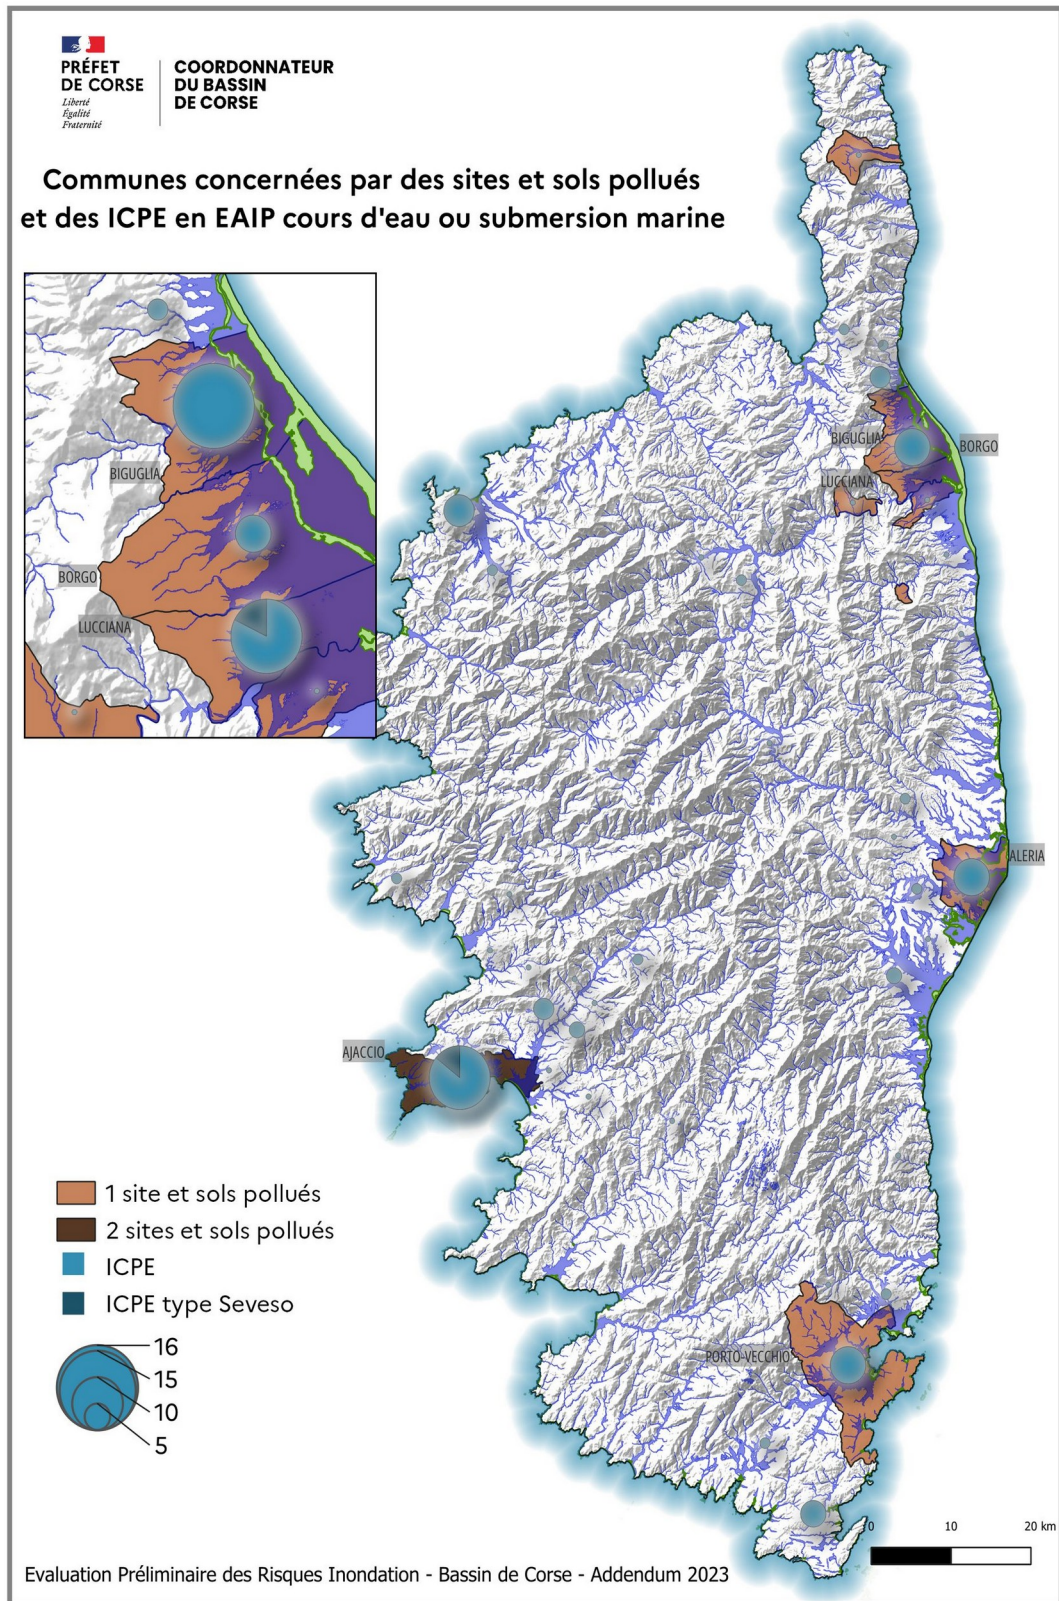 PRÉFET
DE CORSE
Liberté
Égalité
Fraternité
COORDONNATEUR
DU BASSIN
DE CORSE
Communes concernées par des sites et sols pollués
et des ICPE en EAIP cours d'eau ou submersion marine
BIGUGLIA
BORGO
LUCCIANA
BIGUGLIA
BORGO
LUCCIANA
ALERIA
AJACCIO
PORTO-VECCHIO
1 site et sols pollués
2 sites et sols pollués
ICPE
ICPE type Seveso
16
15
10
5
0 10 20 km
Evaluation Préliminaire des Risques Inondation - Bassin de Corse - Addendum 2023